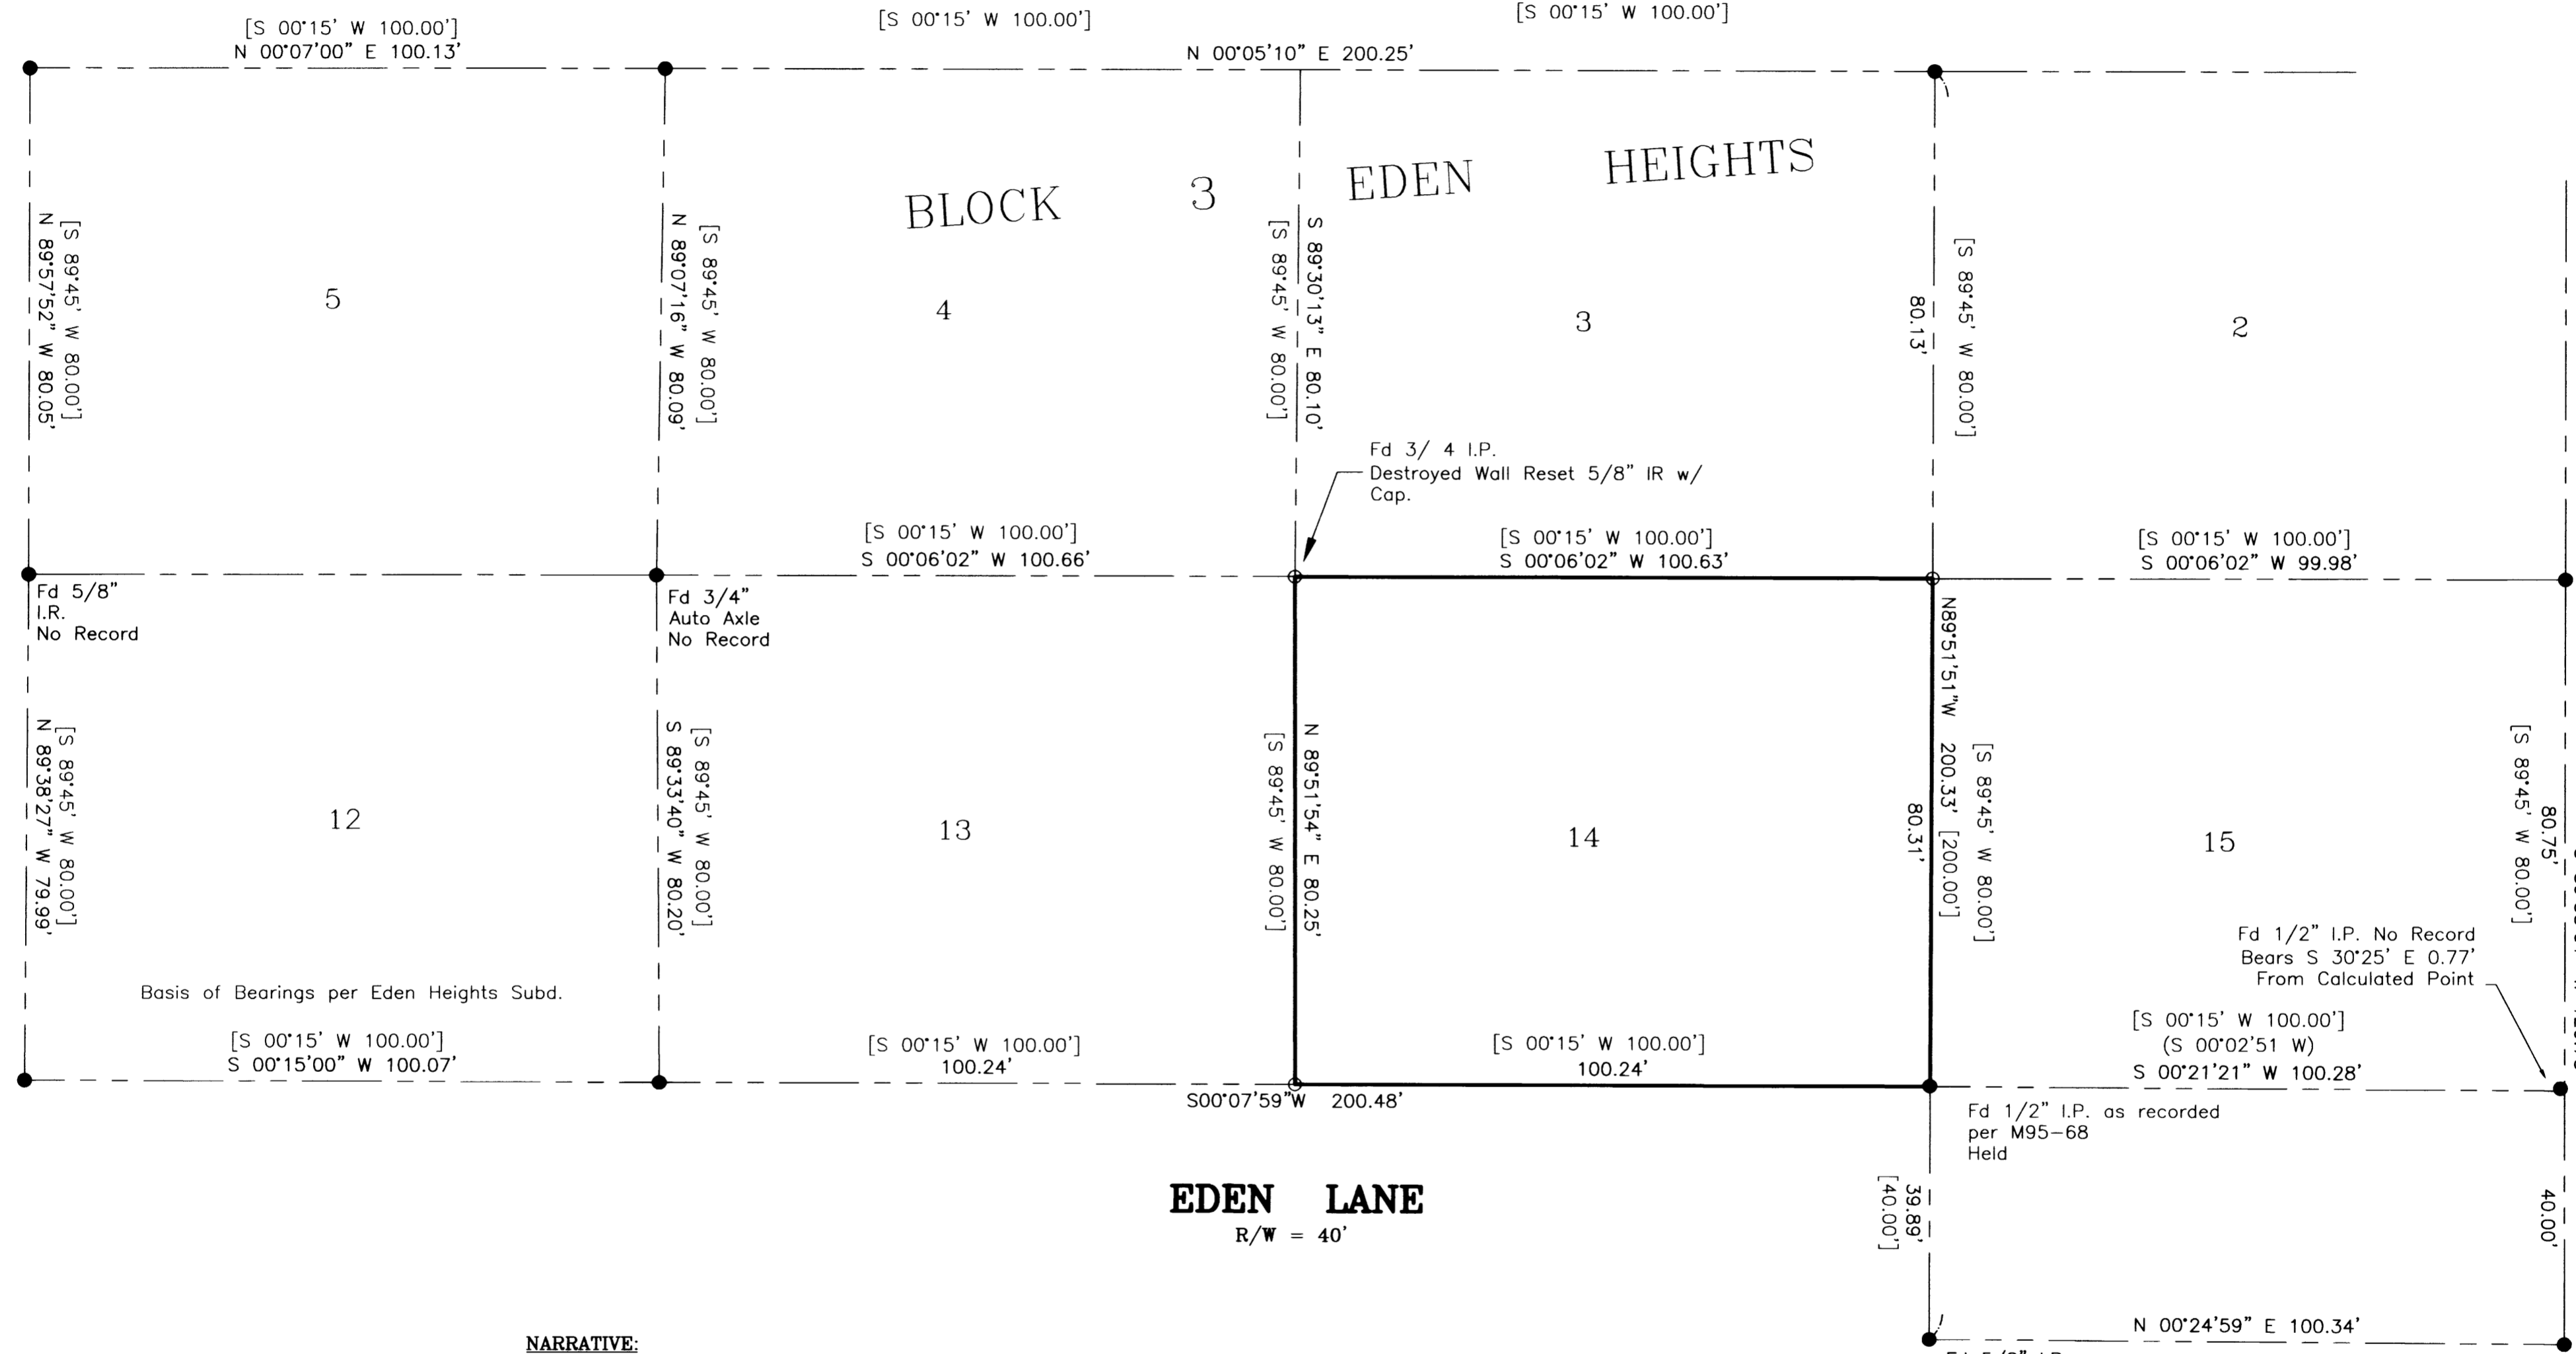 [S 00°15' W 100.00']
N 00°07'00" E 100.13'
[S 00°15' W 100.00']
[S 00°15' W 100.00']
N 00°05'10" E 200.25'
BLOCK 3 EDEN HEIGHTS
[S 89°45' W 80.00']
N 89°57'52" W 80.05'
5
[S 89°45' W 80.00']
N 89°07'16" W 80.09'
4
S 89°30'13" E 80.10'
[S 89°45' W 80.00']
3
[S 89°45' W 80.00']
80.13'
2
Fd 3/ 4 I.P.
Destroyed Wall Reset 5/8" IR w/
Cap.
[S 00°15' W 100.00']
S 00°06'02" W 100.66'
[S 00°15' W 100.00']
S 00°06'02" W 100.63'
[S 00°15' W 100.00']
S 00°06'02" W 99.98'
Fd 5/8"
I.R.
No Record
Fd 3/4"
Auto Axle
No Record
[S 89°45' W 80.00']
N 89°38'27" W 79.99'
12
[S 89°45' W 80.00']
S 89°33'40" W 80.20'
13
N 89°51'54" E 80.25'
[S 89°45' W 80.00']
14
[S 89°45' W 80.00']
N89°51'51"W 200.33' [200.00']
80.31'
15
80.75'
[S 89°45' W 80.00']
Fd 1/2" I.P. No Record
Bears S 30°25' E 0.77'
From Calculated Point
Basis of Bearings per Eden Heights Subd.
[S 00°15' W 100.00']
S 00°15'00" W 100.07'
[S 00°15' W 100.00']
100.24'
[S 00°15' W 100.00']
100.24'
[S 00°15' W 100.00']
(S 00°02'51 W)
S 00°21'21" W 100.28'
S00°07'59"W 200.48'
Fd 1/2" I.P. as recorded
per M95-68
Held
EDEN LANE
R/W = 40'
39.89'
[40.00']
40.00'
N 00°24'59" E 100.34'
NARRATIVE: